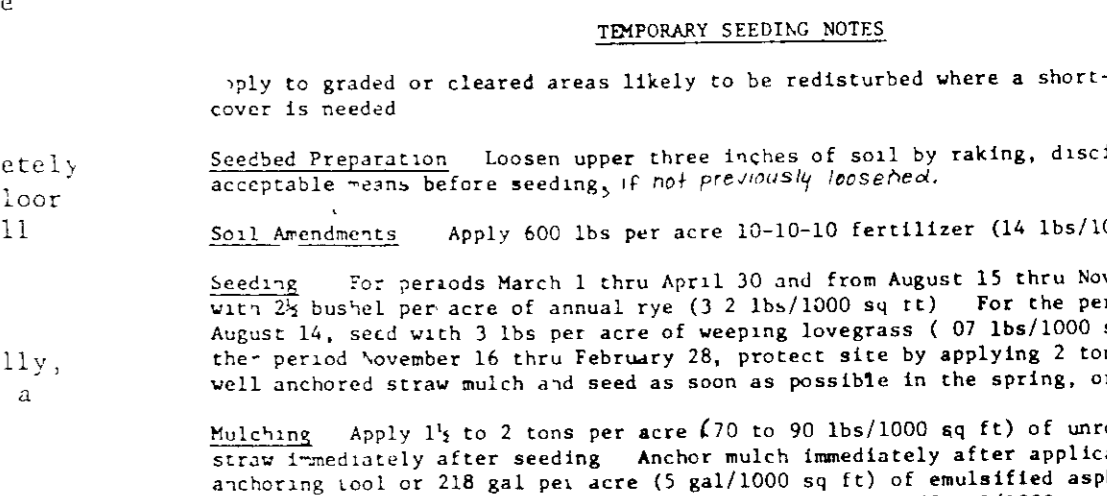 e
TEMPORARY SEEDING NOTES
ply to graded or cleared areas likely to be redisturbed where a short-
cover is needed
etely
Seedbed Preparation Loosen upper three inches of soil by raking, disci
loor
acceptable means before seeding, if not previously loosened.
ll
Soil Amendments Apply 600 lbs per acre 10-10-10 fertilizer (14 lbs/10
Seeding For periods March 1 thru April 30 and from August 15 thru Nov
with 2½ bushel per acre of annual rye (3 2 lbs/1000 sq ft) For the per
August 14, seed with 3 lbs per acre of weeping lovegrass ( 07 lbs/1000 s
lly,
the period November 16 thru February 28, protect site by applying 2 ton
a
well anchored straw mulch and seed as soon as possible in the spring, or
Mulching Apply 1½ to 2 tons per acre (70 to 90 lbs/1000 sq ft) of unro
straw immediately after seeding Anchor mulch immediately after applica
anchoring tool or 218 gal per acre (5 gal/1000 sq ft) of emulsified asp